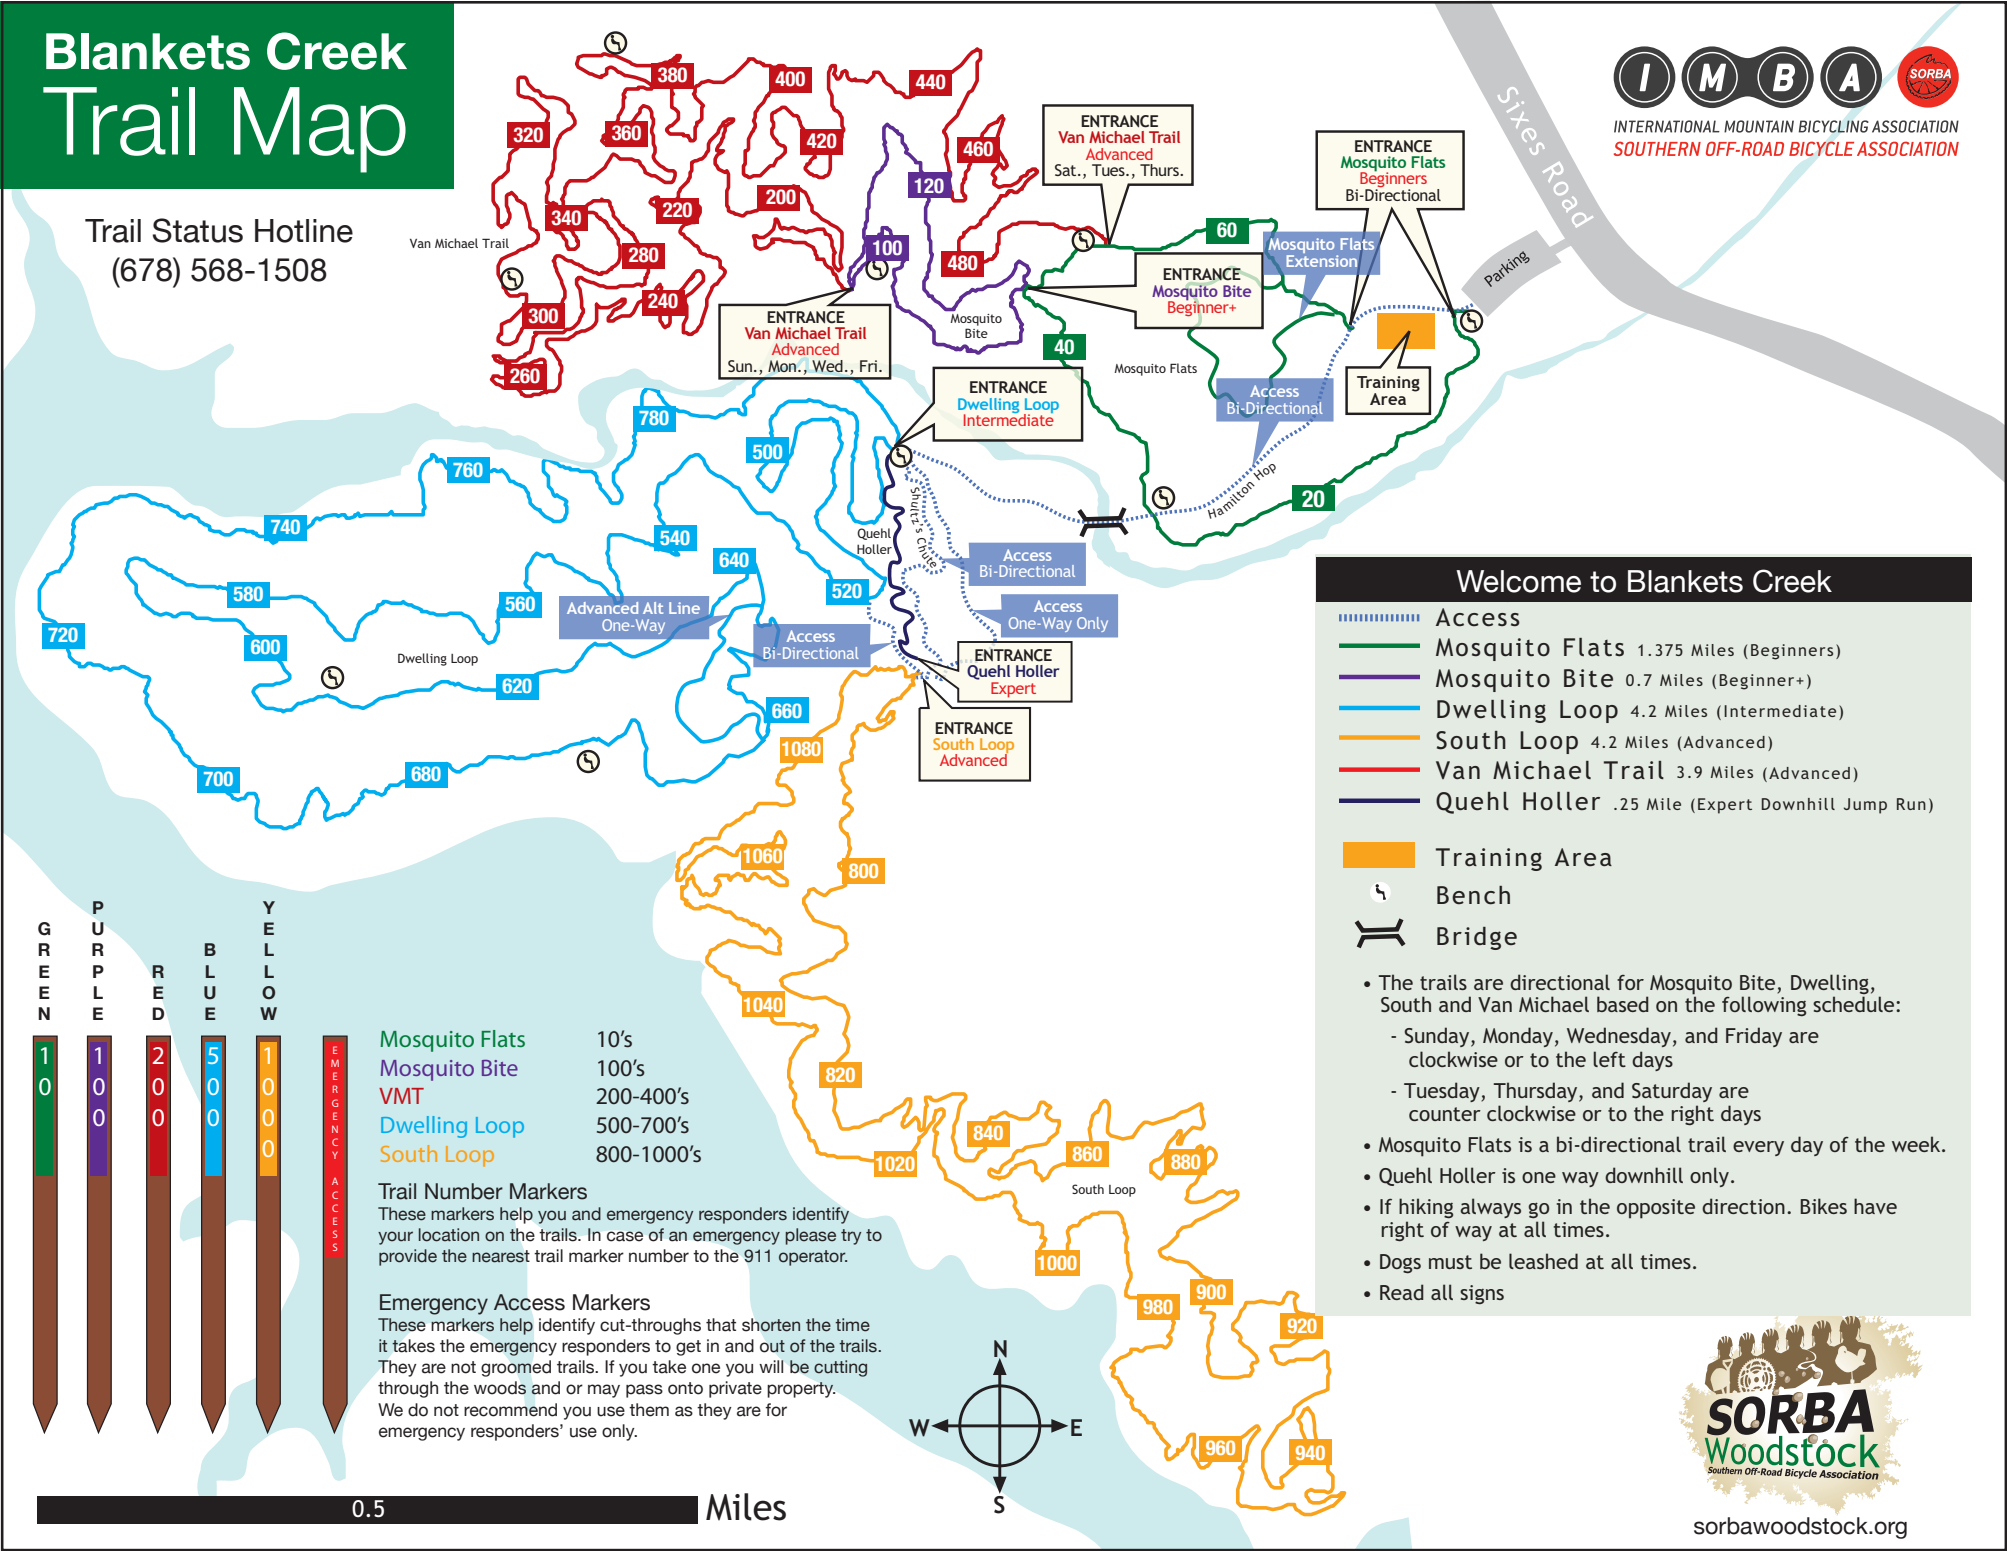 Blankets Creek
Trail Map
Trail Status Hotline
(678) 568-1508
I M B A
SORBA
INTERNATIONAL MOUNTAIN BICYCLING ASSOCIATION
SOUTHERN OFF-ROAD BICYCLE ASSOCIATION
Sixes Road
Parking
380
400
440
320
360
420
460
120
200
220
340
280
100
480
240
300
260
Van Michael Trail
ENTRANCE
Van Michael Trail
Advanced
Sat., Tues., Thurs.
ENTRANCE
Mosquito Flats
Beginners
Bi-Directional
60
Mosquito Flats
Extension
ENTRANCE
Mosquito Bite
Beginner+
ENTRANCE
Van Michael Trail
Advanced
Sun., Mon., Wed., Fri.
Mosquito
Bite
40
Mosquito Flats
Training
Area
Access
Bi-Directional
ENTRANCE
Dwelling Loop
Intermediate
Hamilton Hop
20
780
500
760
740
540
640
520
580
560
720
600
620
660
700
680
Dwelling Loop
Quehl
Holler
Shultz's Chute
Access
Bi-Directional
Access
One-Way Only
Advanced Alt Line
One-Way
Access
Bi-Directional
ENTRANCE
Quehl Holler
Expert
ENTRANCE
South Loop
Advanced
1080
1060
800
1040
820
840
860
880
1020
South Loop
1000
980
900
920
960
940
Welcome to Blankets Creek
Access
Mosquito Flats 1.375 Miles (Beginners)
Mosquito Bite 0.7 Miles (Beginner+)
Dwelling Loop 4.2 Miles (Intermediate)
South Loop 4.2 Miles (Advanced)
Van Michael Trail 3.9 Miles (Advanced)
Quehl Holler .25 Mile (Expert Downhill Jump Run)
Training Area
Bench
Bridge
• The trails are directional for Mosquito Bite, Dwelling,
South and Van Michael based on the following schedule:
- Sunday, Monday, Wednesday, and Friday are
clockwise or to the left days
- Tuesday, Thursday, and Saturday are
counter clockwise or to the right days
• Mosquito Flats is a bi-directional trail every day of the week.
• Quehl Holler is one way downhill only.
• If hiking always go in the opposite direction. Bikes have
right of way at all times.
• Dogs must be leashed at all times.
• Read all signs
GREEN
PURPLE
RED
BLUE
YELLOW
10
100
200
500
1000
EMERGENCY ACCESS
Mosquito Flats 10's
Mosquito Bite 100's
VMT 200-400's
Dwelling Loop 500-700's
South Loop 800-1000's
Trail Number Markers
These markers help you and emergency responders identify
your location on the trails. In case of an emergency please try to
provide the nearest trail marker number to the 911 operator.
Emergency Access Markers
These markers help identify cut-throughs that shorten the time
it takes the emergency responders to get in and out of the trails.
They are not groomed trails. If you take one you will be cutting
through the woods and or may pass onto private property.
We do not recommend you use them as they are for
emergency responders' use only.
0.5 Miles
N
W E
S
SORBA
Woodstock
Southern Off-Road Bicycle Association
sorbawoodstock.org